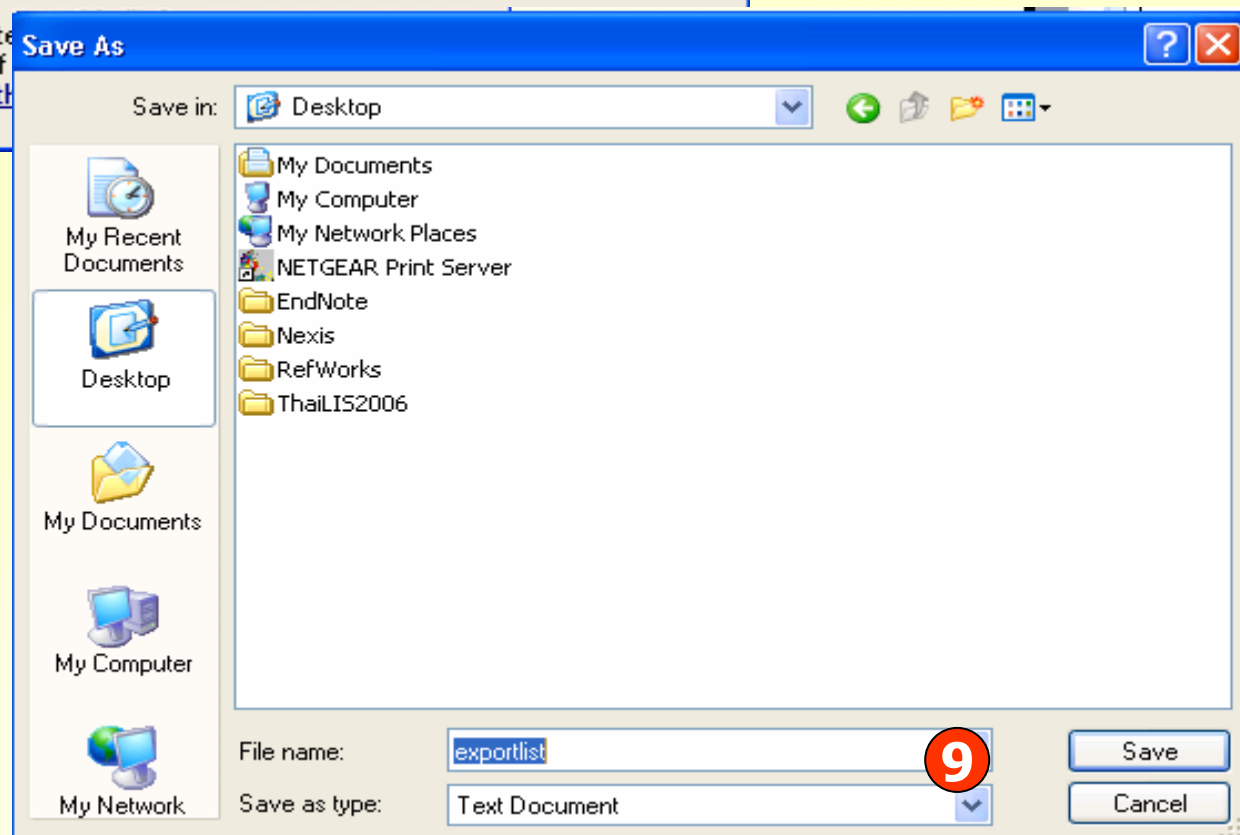 Save As
Save in:
Desktop
My Recent
Documents
Desktop
My Documents
My Computer
My Network
My Documents
My Computer
My Network Places
NETGEAR Print Server
EndNote
Nexis
RefWorks
ThaiLIS2006
File name:
exportlist
9
Save
Save as type:
Text Document
Cancel